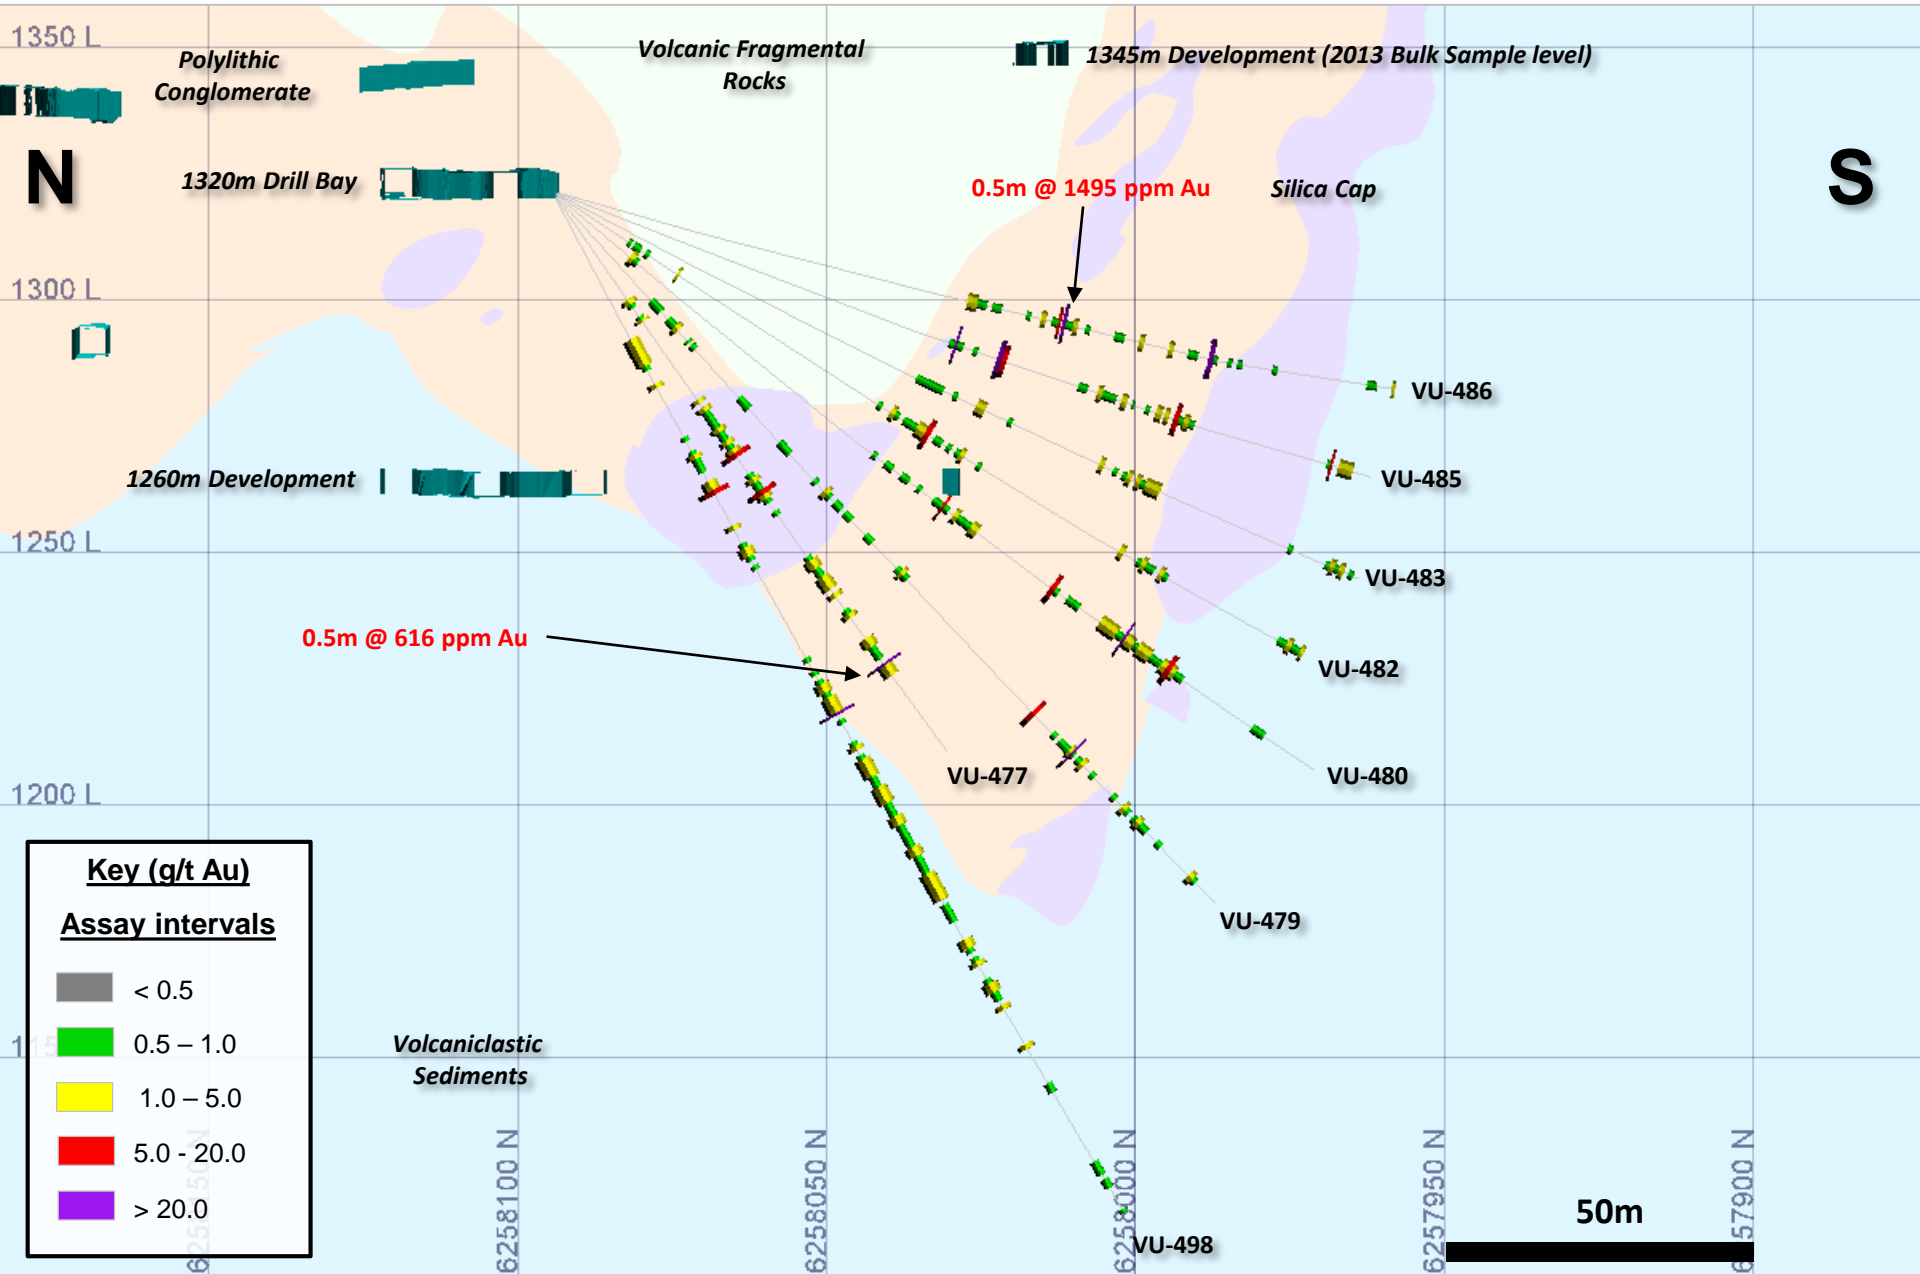 1350 L
Polylithic
Conglomerate
Volcanic Fragmental
Rocks
1345m Development (2013 Bulk Sample level)
N
1320m Drill Bay
0.5m @ 1495 ppm Au
Silica Cap
S
1300 L
VU-486
1260m Development
VU-485
1250 L
VU-483
0.5m @ 616 ppm Au
VU-482
VU-477
VU-480
1200 L
VU-479
Key (g/t Au)
Assay intervals
< 0.5
0.5 – 1.0
1.0 – 5.0
5.0 - 20.0
> 20.0
Volcaniclastic
Sediments
6258150 N
6258100 N
6258050 N
6258000 N
6257950 N
6257900 N
50m
VU-498